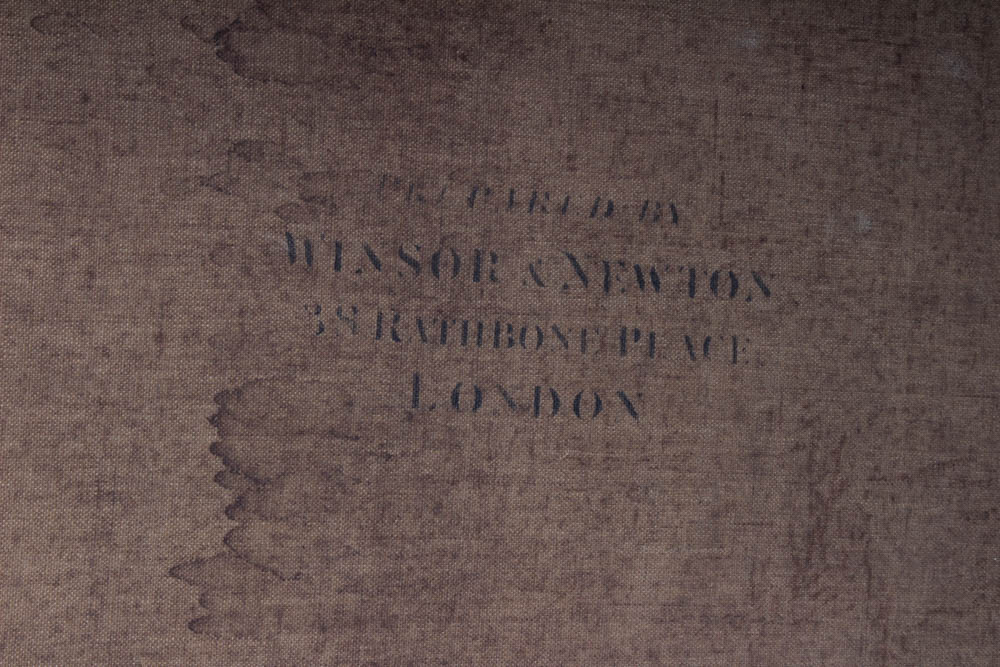 PREPARED BY
WINSOR & NEWTON
38 RATHBONE PLACE
LONDON